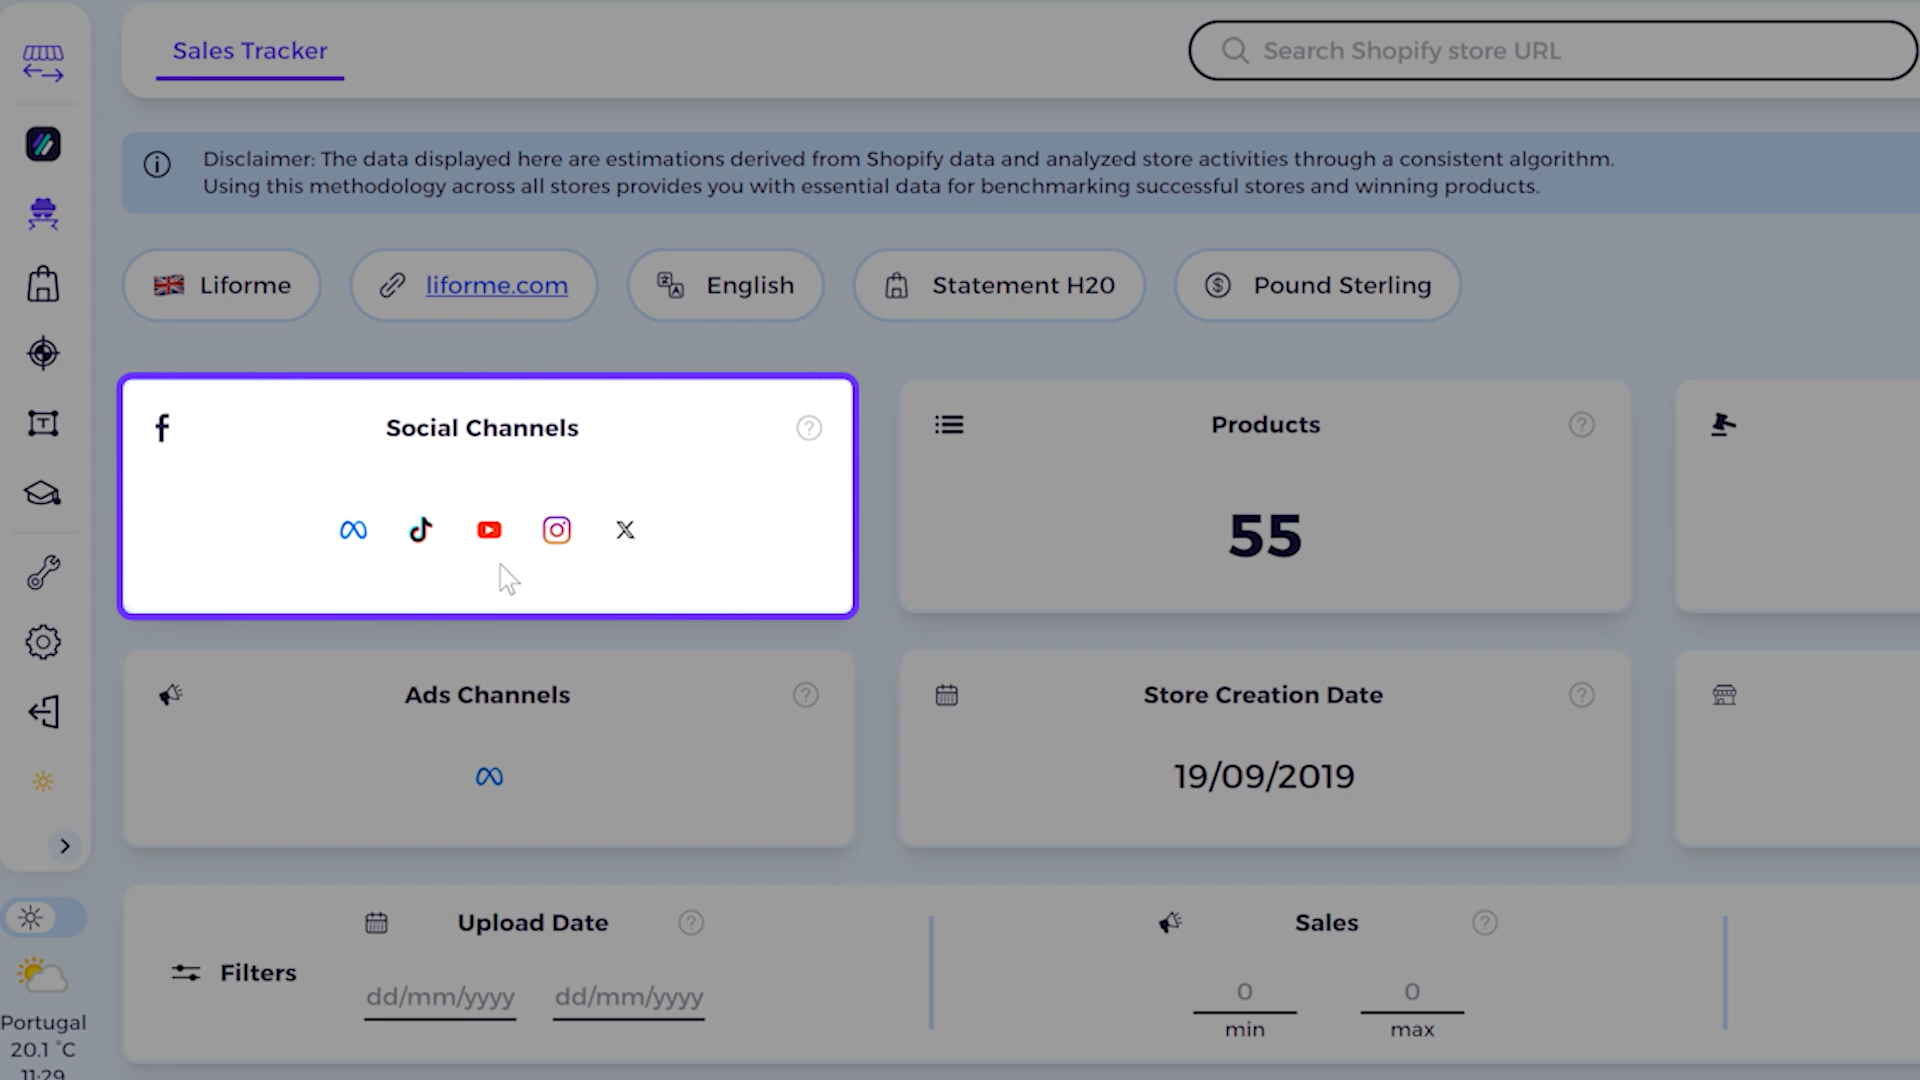 Sales Tracker
Search Shopify store URL
Disclaimer: The data displayed here are estimations derived from Shopify data and analyzed store activities through a consistent algorithm.
Using this methodology across all stores provides you with essential data for benchmarking successful stores and winning products.
Liforme
liforme.com
English
Statement H20
Pound Sterling
Social Channels
Products
55
Ads Channels
Store Creation Date
19/09/2019
Filters
Upload Date
dd/mm/yyyy
dd/mm/yyyy
Sales
0
min
0
max
Portugal
20.1 °C
11:29